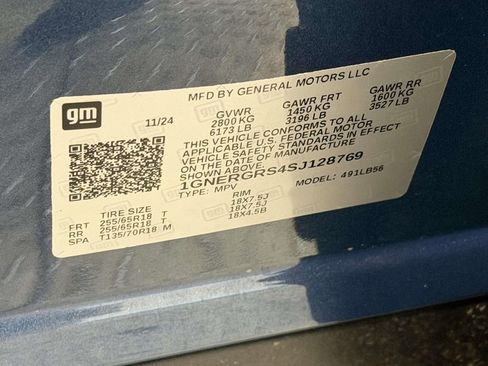 MFD BY GENERAL MOTORS LLC
gm
11/24
GVWR GAWR FRT GAWR RR
2800 KG 1450 KG 1600 KG
6173 LB 3196 LB 3527 LB
THIS VEHICLE CONFORMS TO ALL
APPLICABLE U.S. FEDERAL MOTOR
VEHICLE SAFETY STANDARDS IN EFFECT
ON THE DATE OF MANUFACTURE
SHOWN ABOVE.
1GNERGRS4SJ128769
TYPE: MPV MODEL: 491LB56
TIRE SIZE RIM
FRT 255/65R18 T 18X7.5J
RR 255/65R18 T 18X7.5J
SPA T135/70R18 M 18X4.5B